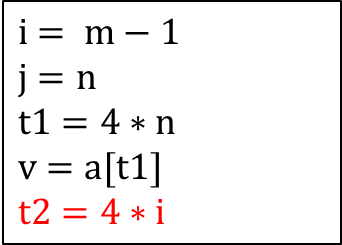 i = m − 1
j = n
t1 = 4 ∗ n
v = a[t1]
t2 = 4 ∗ i